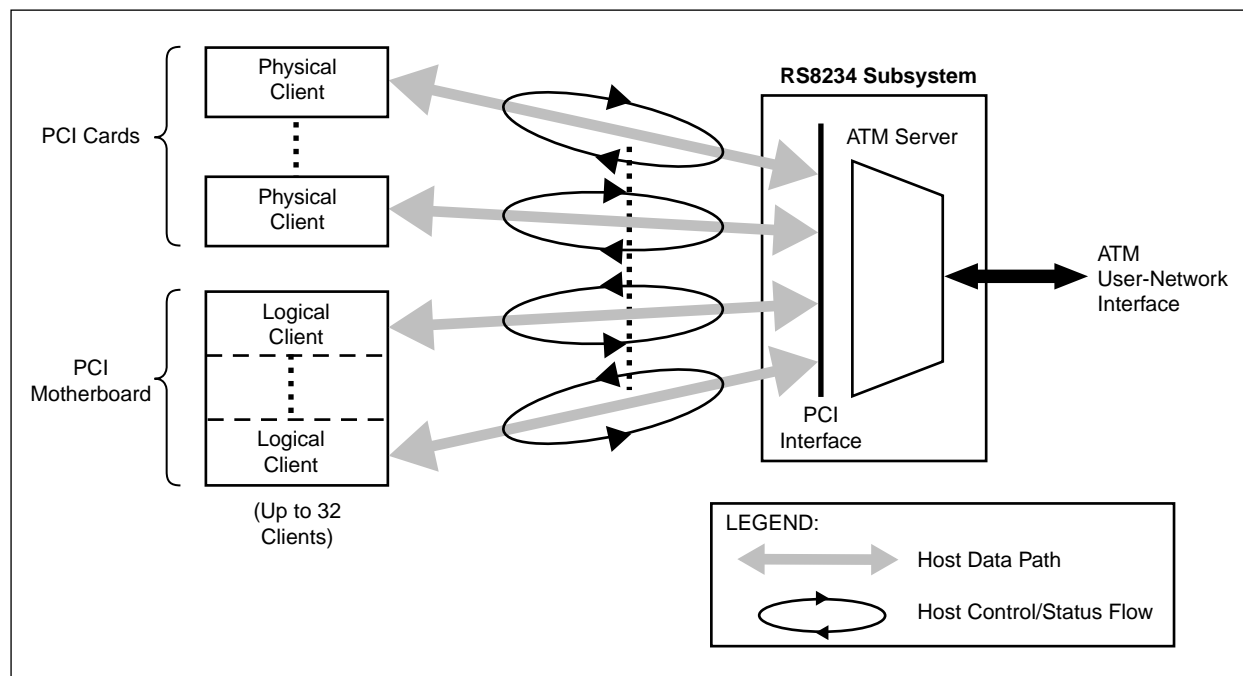 PCI Cards
Physical
Client
Physical
Client
PCI
Motherboard
Logical
Client
Logical
Client
(Up to 32
Clients)
RS8234 Subsystem
ATM Server
PCI
Interface
ATM
User-Network
Interface
LEGEND:
Host Data Path
Host Control/Status Flow